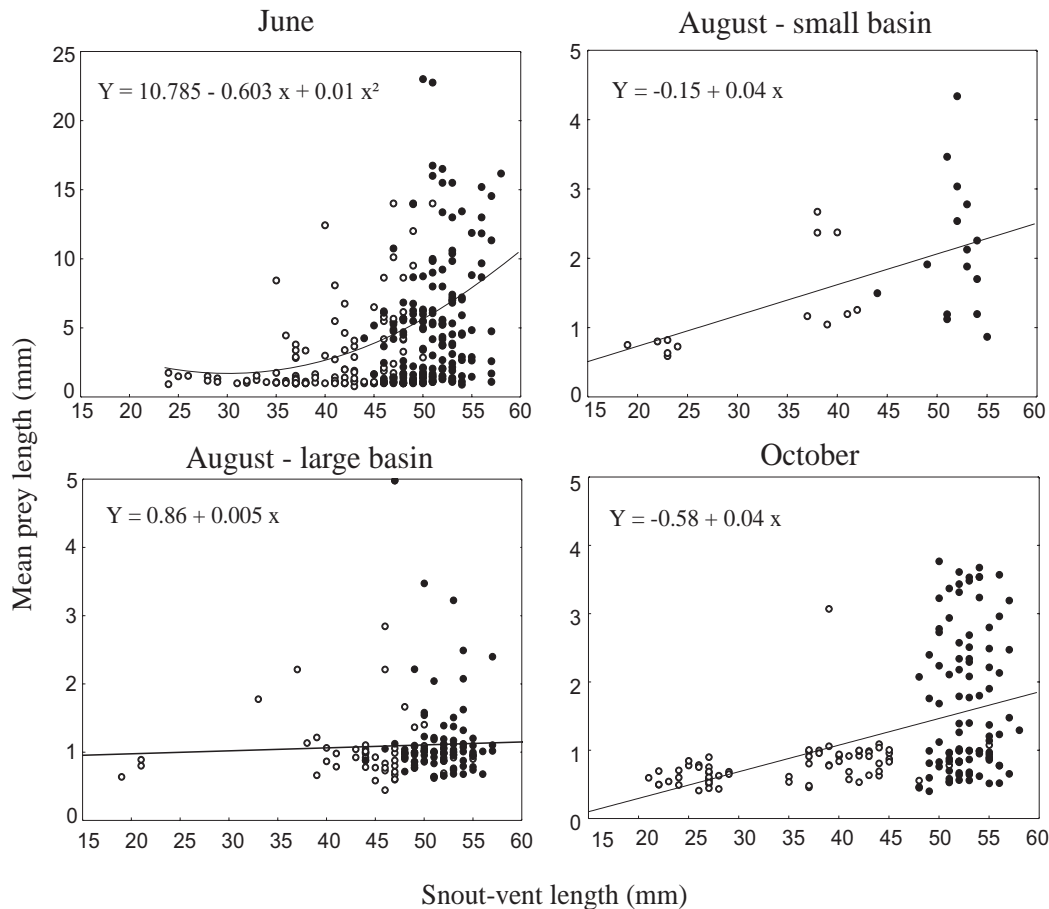 June
25
20
15
10
5
0
Y = 10.785 - 0.603 x + 0.01 x²
15 20 25 30 35 40 45 50 55 60
August - small basin
5
4
3
2
1
0
Y = -0.15 + 0.04 x
15 20 25 30 35 40 45 50 55 60
August - large basin
5
4
3
2
1
0
Y = 0.86 + 0.005 x
15 20 25 30 35 40 45 50 55 60
October
5
4
3
2
1
0
Y = -0.58 + 0.04 x
15 20 25 30 35 40 45 50 55 60
Mean prey length (mm)
Snout-vent length (mm)